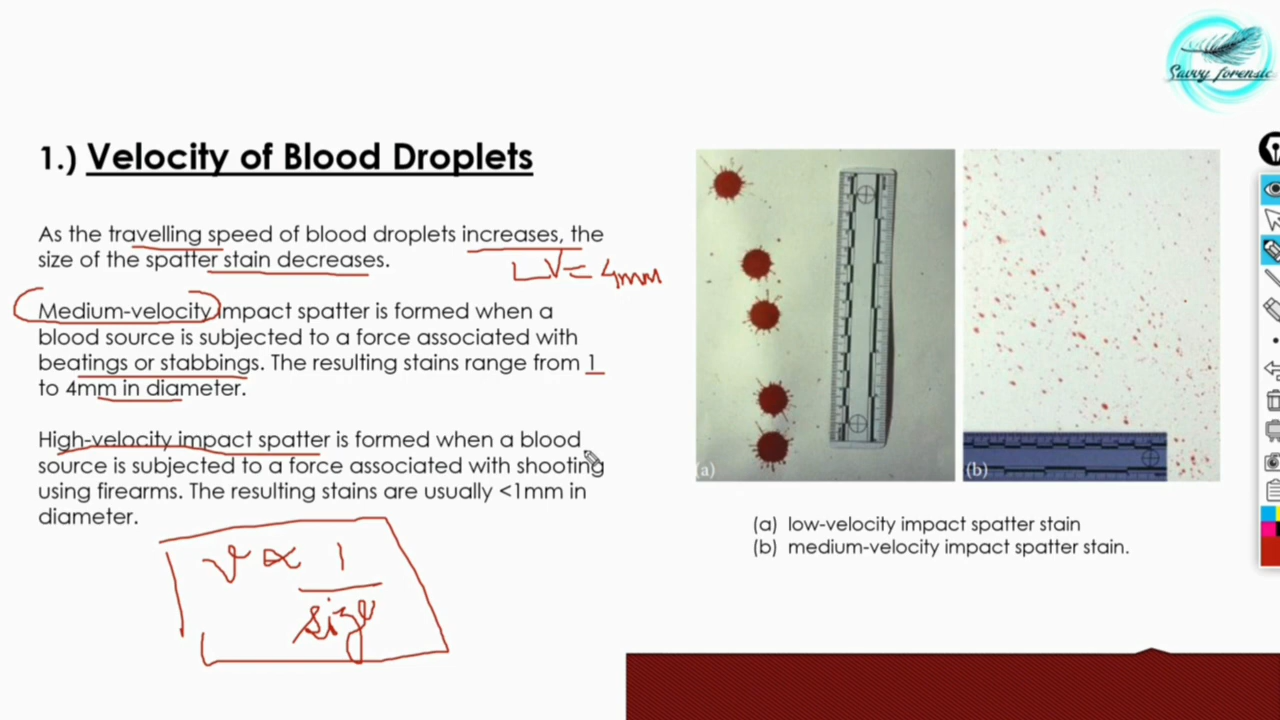 Savvy forensic
1.) Velocity of Blood Droplets
As the travelling speed of blood droplets increases, the
size of the spatter stain decreases.
LV = 4mm
Medium-velocity impact spatter is formed when a
blood source is subjected to a force associated with
beatings or stabbings. The resulting stains range from 1
to 4mm in diameter.
High-velocity impact spatter is formed when a blood
source is subjected to a force associated with shooting
using firearms. The resulting stains are usually <1mm in
diameter.
v ∝ 1
size
(a)
(b)
(a) low-velocity impact spatter stain
(b) medium-velocity impact spatter stain.